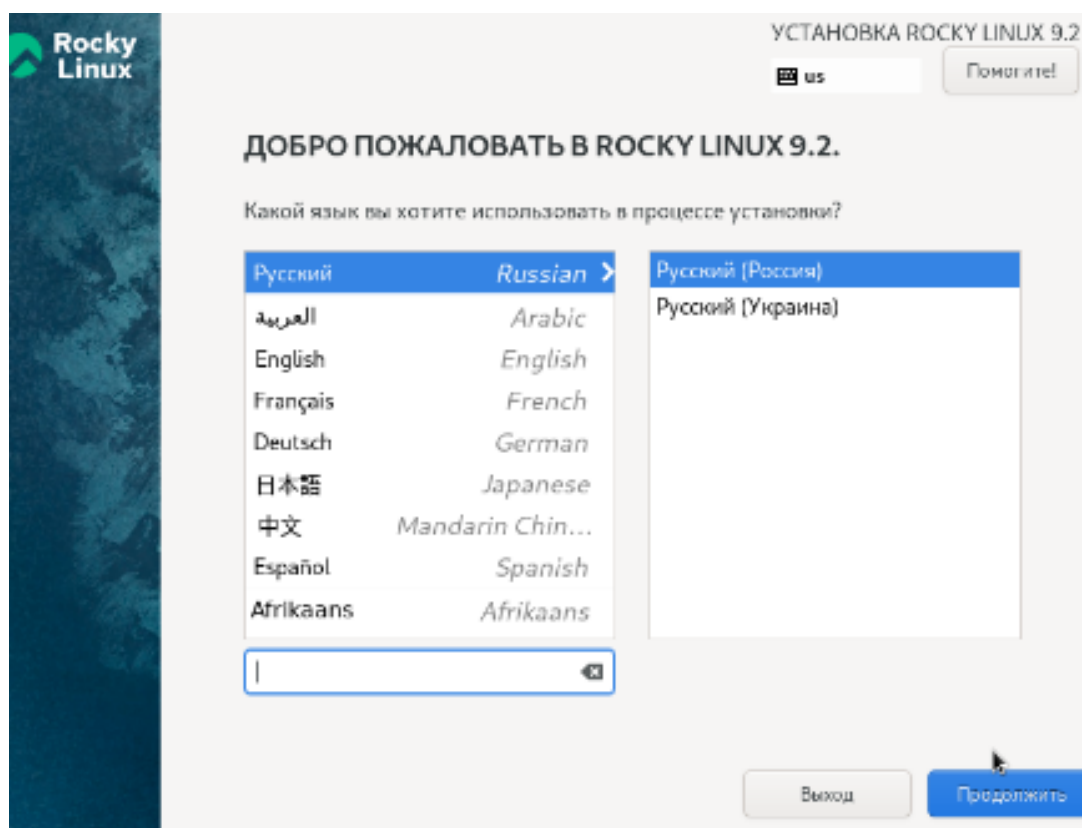 Rocky
Linux
УСТАНОВКА ROCKY LINUX 9.2
us
Помогите!
ДОБРО ПОЖАЛОВАТЬ В ROCKY LINUX 9.2.
Какой язык вы хотите использовать в процессе установки?
Русский Russian
العربية Arabic
English English
Français French
Deutsch German
日本語 Japanese
中文 Mandarin Chin...
Español Spanish
Afrikaans Afrikaans
Русский (Россия)
Русский (Украина)
Выход
Продолжить